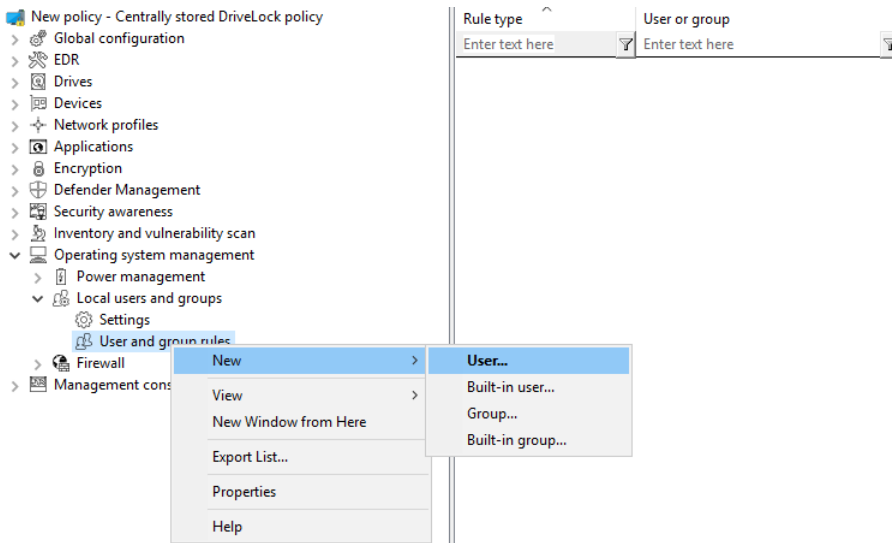 New policy - Centrally stored DriveLock policy
Global configuration
EDR
Drives
Devices
Network profiles
Applications
Encryption
Defender Management
Security awareness
Inventory and vulnerability scan
Operating system management
Power management
Local users and groups
Settings
User and group rules
Firewall
Management cons
New
View
New Window from Here
Export List...
Properties
Help
User...
Built-in user...
Group...
Built-in group...
Rule type
User or group
Enter text here
Enter text here